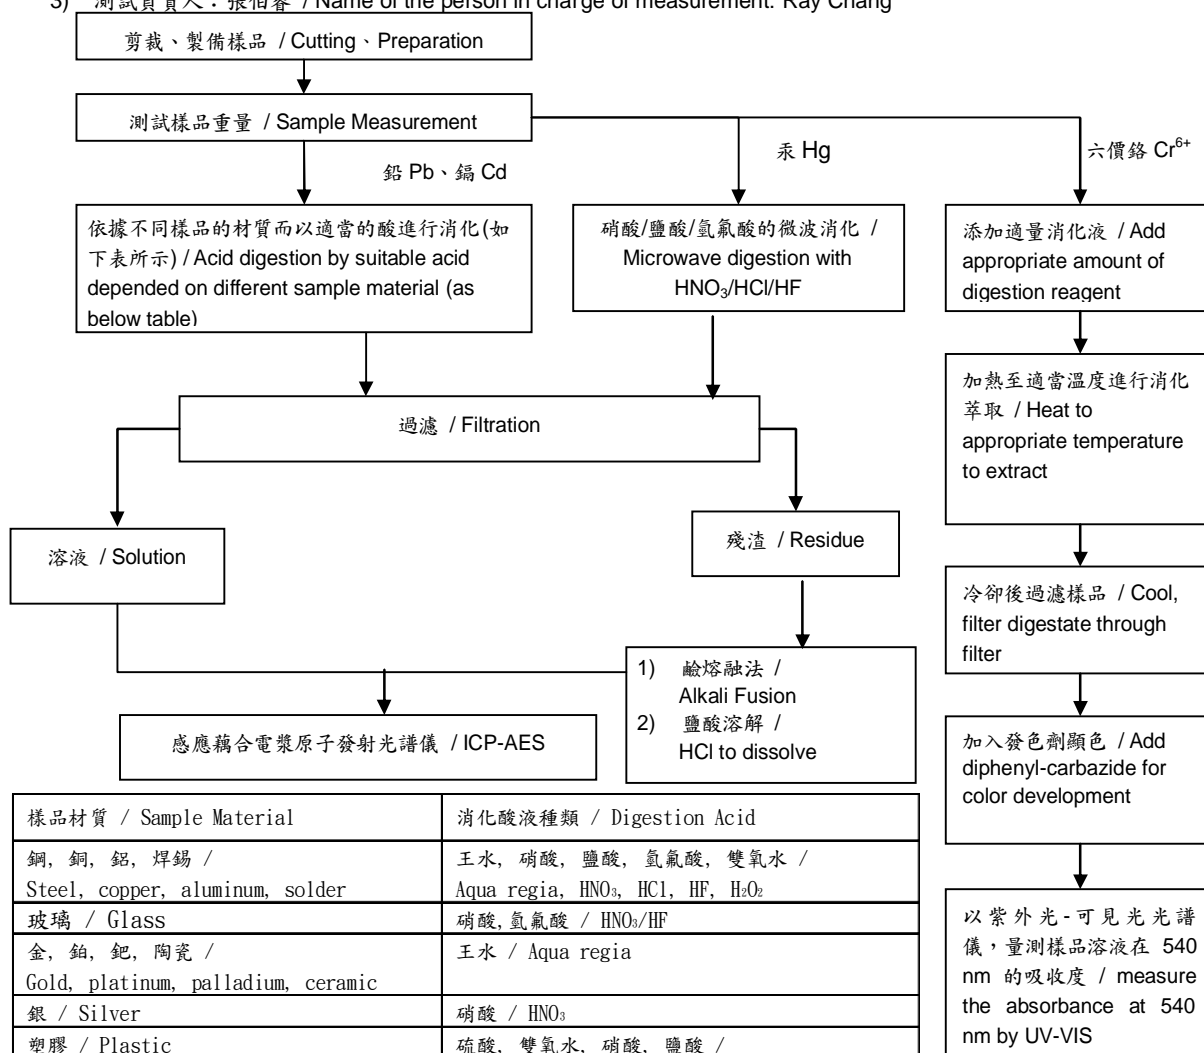 3) 測試負責人：張伯睿 / Name of the person in charge of measurement: Ray Chang
剪裁、製備樣品 / Cutting、Preparation
測試樣品重量 / Sample Measurement
鉛 Pb、鎘 Cd
汞 Hg
六價鉻 Cr⁶⁺
依據不同樣品的材質而以適當的酸進行消化(如
下表所示) / Acid digestion by suitable acid
depended on different sample material (as
below table)
硝酸/鹽酸/氫氟酸的微波消化 /
Microwave digestion with
HNO₃/HCl/HF
添加適量消化液 / Add
appropriate amount of
digestion reagent
過濾 / Filtration
加熱至適當溫度進行消化
萃取 / Heat to
appropriate temperature
to extract
溶液 / Solution
殘渣 / Residue
冷卻後過濾樣品 / Cool,
filter digestate through
filter
1) 鹼熔融法 /
Alkali Fusion
2) 鹽酸溶解 /
HCl to dissolve
感應藕合電漿原子發射光譜儀 / ICP-AES
加入發色劑顯色 / Add
diphenyl-carbazide for
color development
以紫外光-可見光光譜
儀，量測樣品溶液在 540
nm 的吸收度 / measure
the absorbance at 540
nm by UV-VIS
樣品材質 / Sample Material
消化酸液種類 / Digestion Acid
鋼, 銅, 鋁, 焊錫 /
Steel, copper, aluminum, solder
王水, 硝酸, 鹽酸, 氫氟酸, 雙氧水 /
Aqua regia, HNO₃, HCl, HF, H₂O₂
玻璃 / Glass
硝酸,氫氟酸 / HNO₃/HF
金, 鉑, 鈀, 陶瓷 /
Gold, platinum, palladium, ceramic
王水 / Aqua regia
銀 / Silver
硝酸 / HNO₃
塑膠 / Plastic
硫酸, 雙氧水, 硝酸, 鹽酸 /